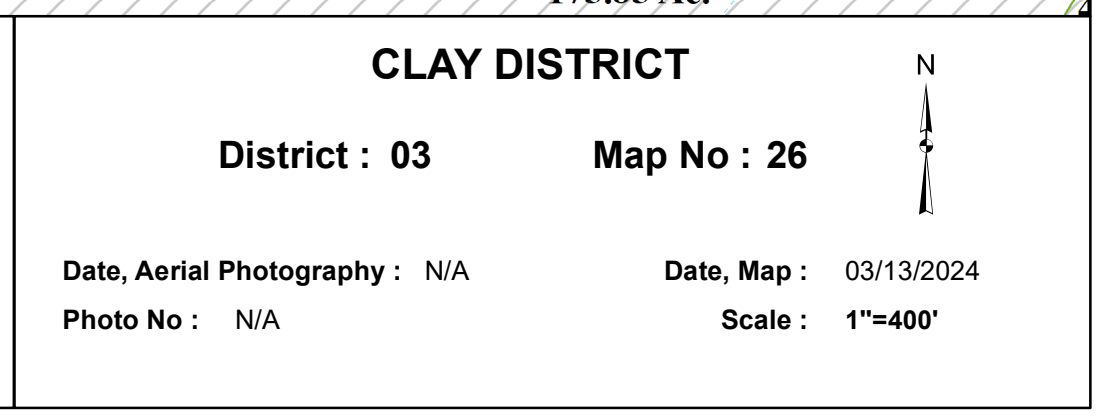 CLAY DISTRICT
N
District : 03 Map No : 26
Date, Aerial Photography : N/A Date, Map : 03/13/2024
Photo No : N/A Scale : 1"=400'